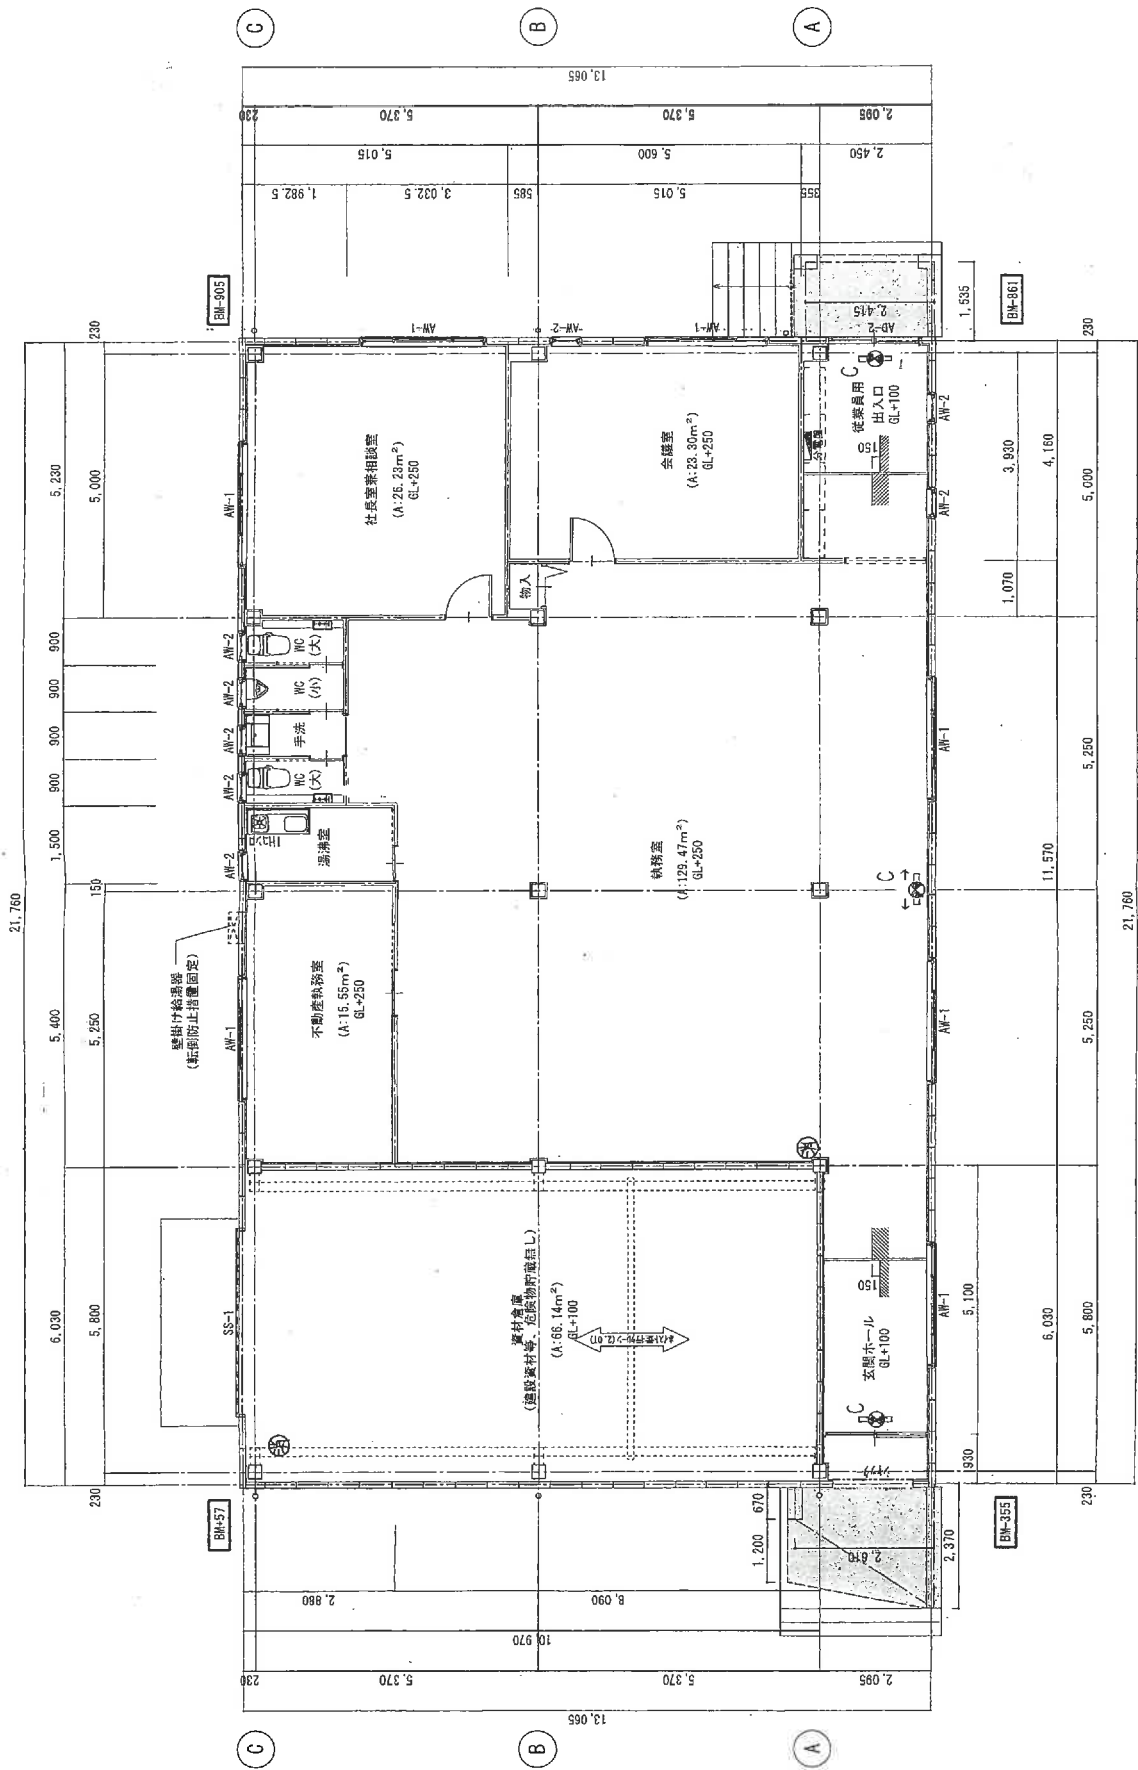 C
B
A
13,065
230
5,370
5,370
2,095
5,015
5,600
2,450
1,982.5
3,032.5
585
5,015
355
BM-905
BM-861
1,535
2,415
AD-2
AW-1
AW-2
AW-1
21,760
230
5,230
5,000
900
900
900
900
1,500
150
5,400
5,250
6,030
5,800
230
AW-1
AW-2
AW-2
AW-2
AW-2
AW-2
AW-1
SS-1
壁掛け給湯器
(転倒防止措置固定)
社長室兼相談室
(A:26.23m²)
GL+250
会議室
(A:23.30m²)
GL+250
物入
分電盤
従業員用
出入口
GL+100
C
150
WC
(大)
WC
(小)
手洗
WC
(大)
湯沸室
IHコンロ
不動産執務室
(A:15.55m²)
GL+250
執務室
(A:129.47m²)
GL+250
C
消
資材倉庫
(建設資材等、危険物貯蔵無し)
(A:66.14m²)
GL+100
消
玄関ホール
GL+100
C
150
AW-2
AW-2
AW-1
AW-1
AW-1
230
3,930
4,160
5,000
1,070
5,250
11,570
5,250
5,100
6,030
5,800
930
230
21,760
BM+57
BM-355
670
1,200
2,610
2,370
2,880
8,090
10,970
230
5,370
5,370
2,095
13,065
C
B
A